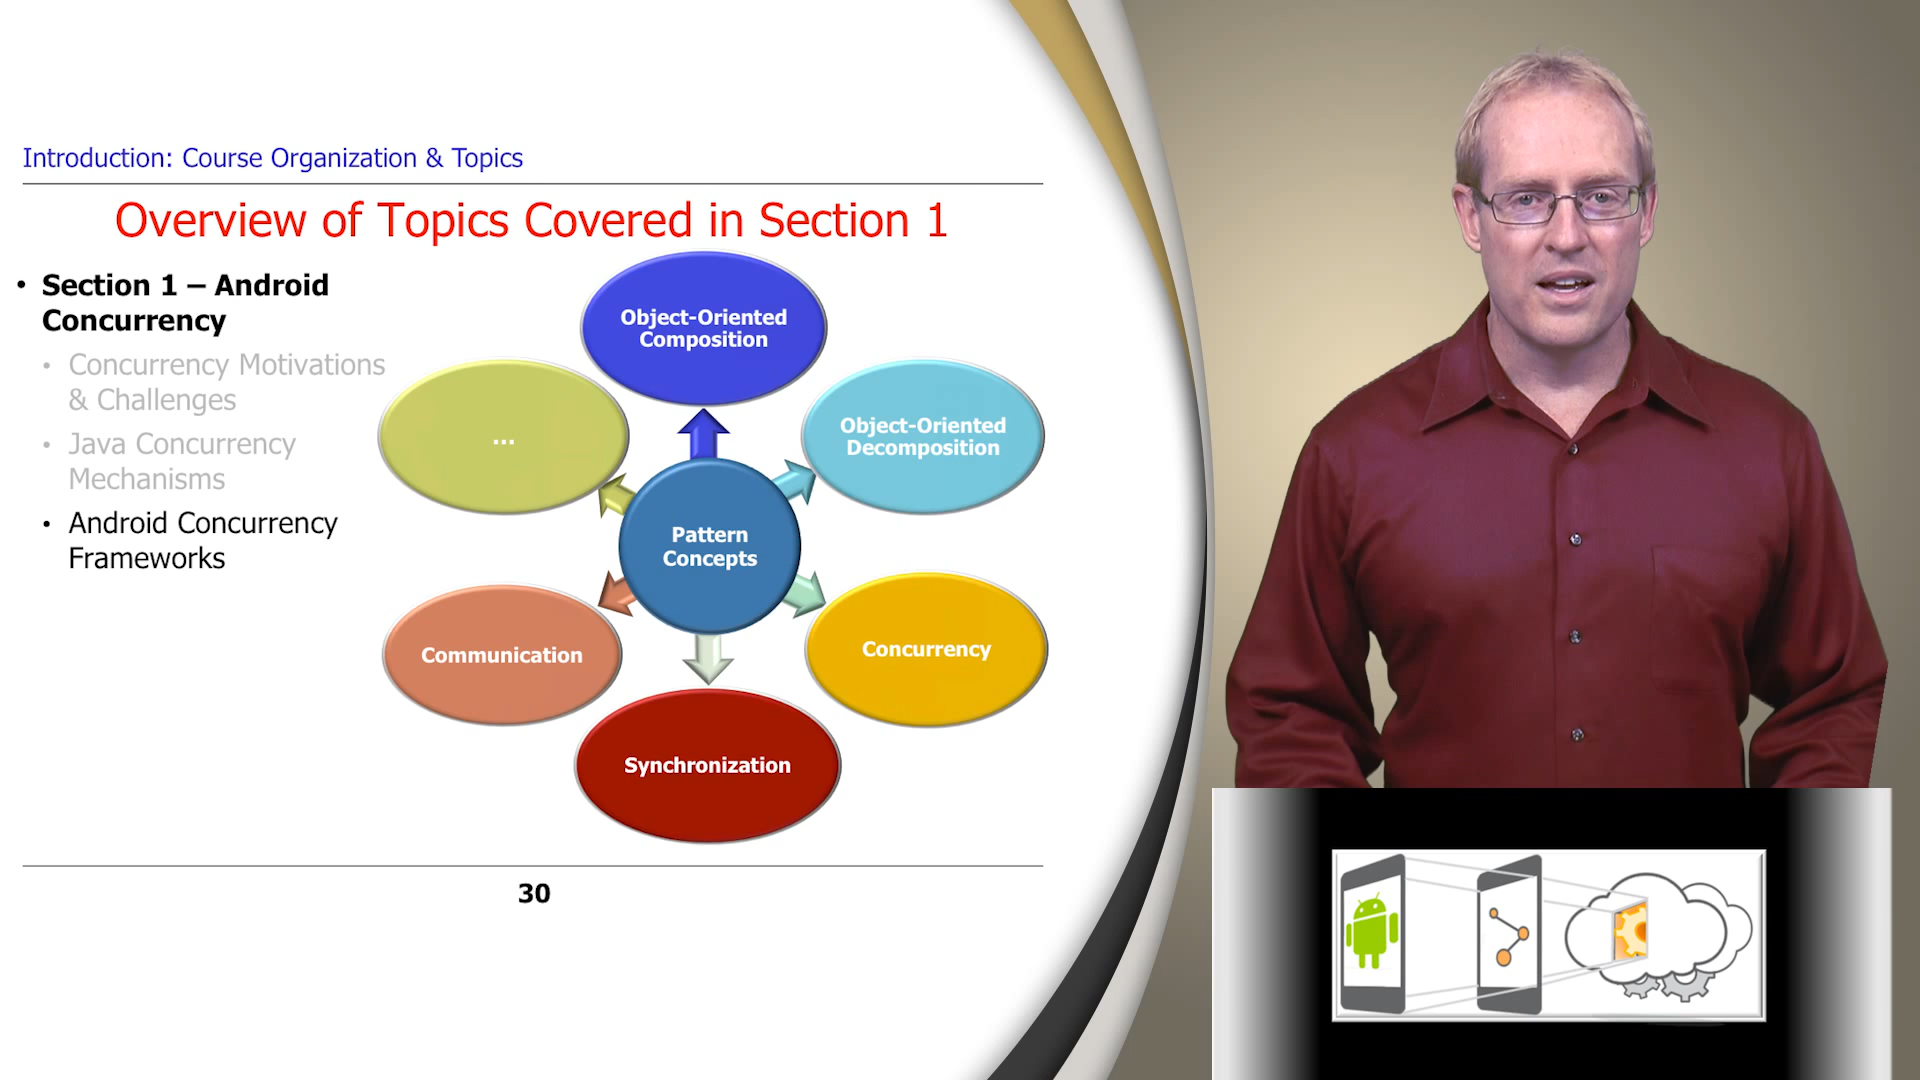 Introduction: Course Organization & Topics
Overview of Topics Covered in Section 1
• Section 1 – Android
Concurrency
• Concurrency Motivations
& Challenges
• Java Concurrency
Mechanisms
• Android Concurrency
Frameworks
Object-Oriented
Composition
Object-Oriented
Decomposition
Concurrency
Synchronization
Communication
...
Pattern
Concepts
30